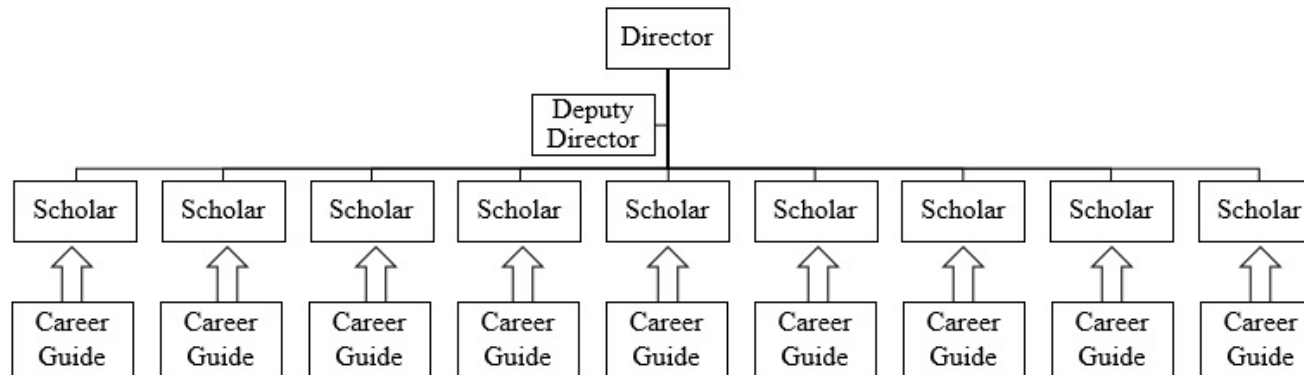 Director
Deputy
Director
Scholar Scholar Scholar Scholar Scholar Scholar Scholar Scholar Scholar
Career Career Career Career Career Career Career Career Career
Guide Guide Guide Guide Guide Guide Guide Guide Guide